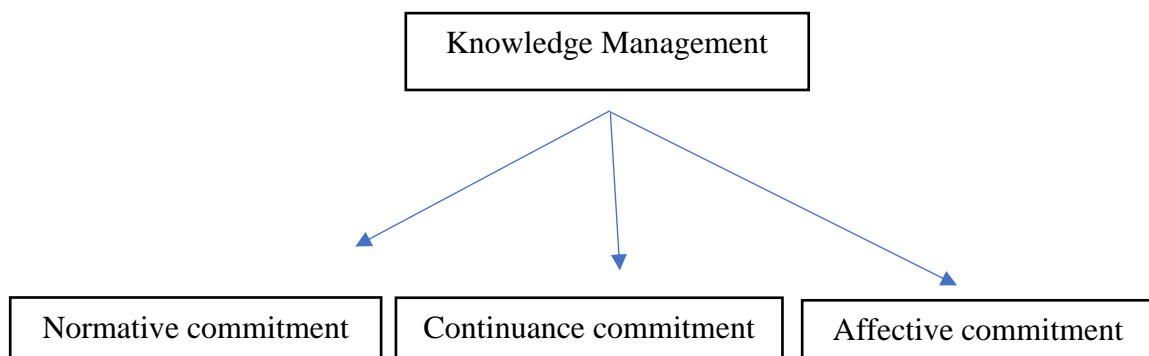 Knowledge Management
Normative commitment
Continuance commitment
Affective commitment